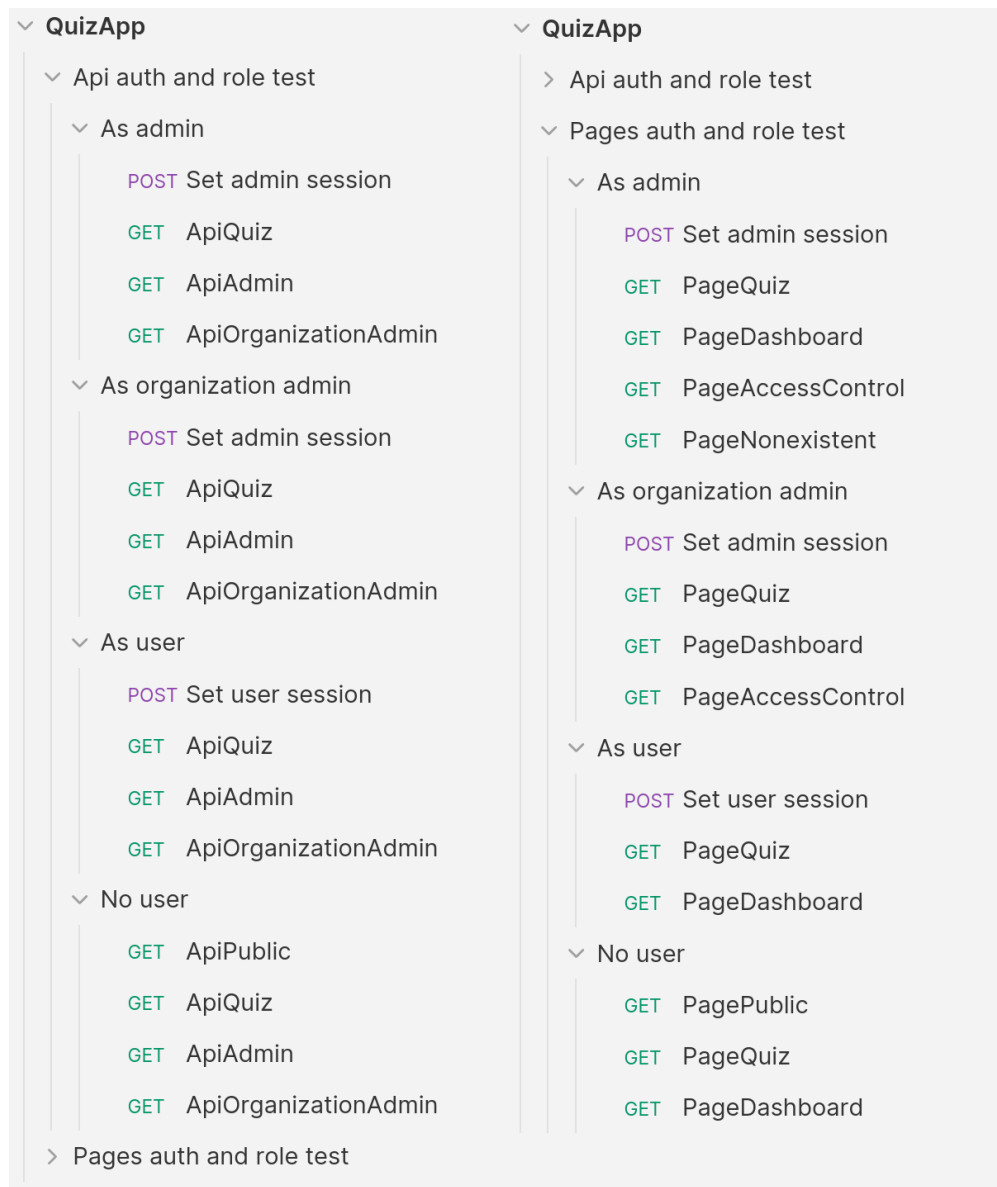 QuizApp
Api auth and role test
As admin
POST Set admin session
GET ApiQuiz
GET ApiAdmin
GET ApiOrganizationAdmin
As organization admin
POST Set admin session
GET ApiQuiz
GET ApiAdmin
GET ApiOrganizationAdmin
As user
POST Set user session
GET ApiQuiz
GET ApiAdmin
GET ApiOrganizationAdmin
No user
GET ApiPublic
GET ApiQuiz
GET ApiAdmin
GET ApiOrganizationAdmin
Pages auth and role test
QuizApp
Api auth and role test
Pages auth and role test
As admin
POST Set admin session
GET PageQuiz
GET PageDashboard
GET PageAccessControl
GET PageNonexistent
As organization admin
POST Set admin session
GET PageQuiz
GET PageDashboard
GET PageAccessControl
As user
POST Set user session
GET PageQuiz
GET PageDashboard
No user
GET PagePublic
GET PageQuiz
GET PageDashboard